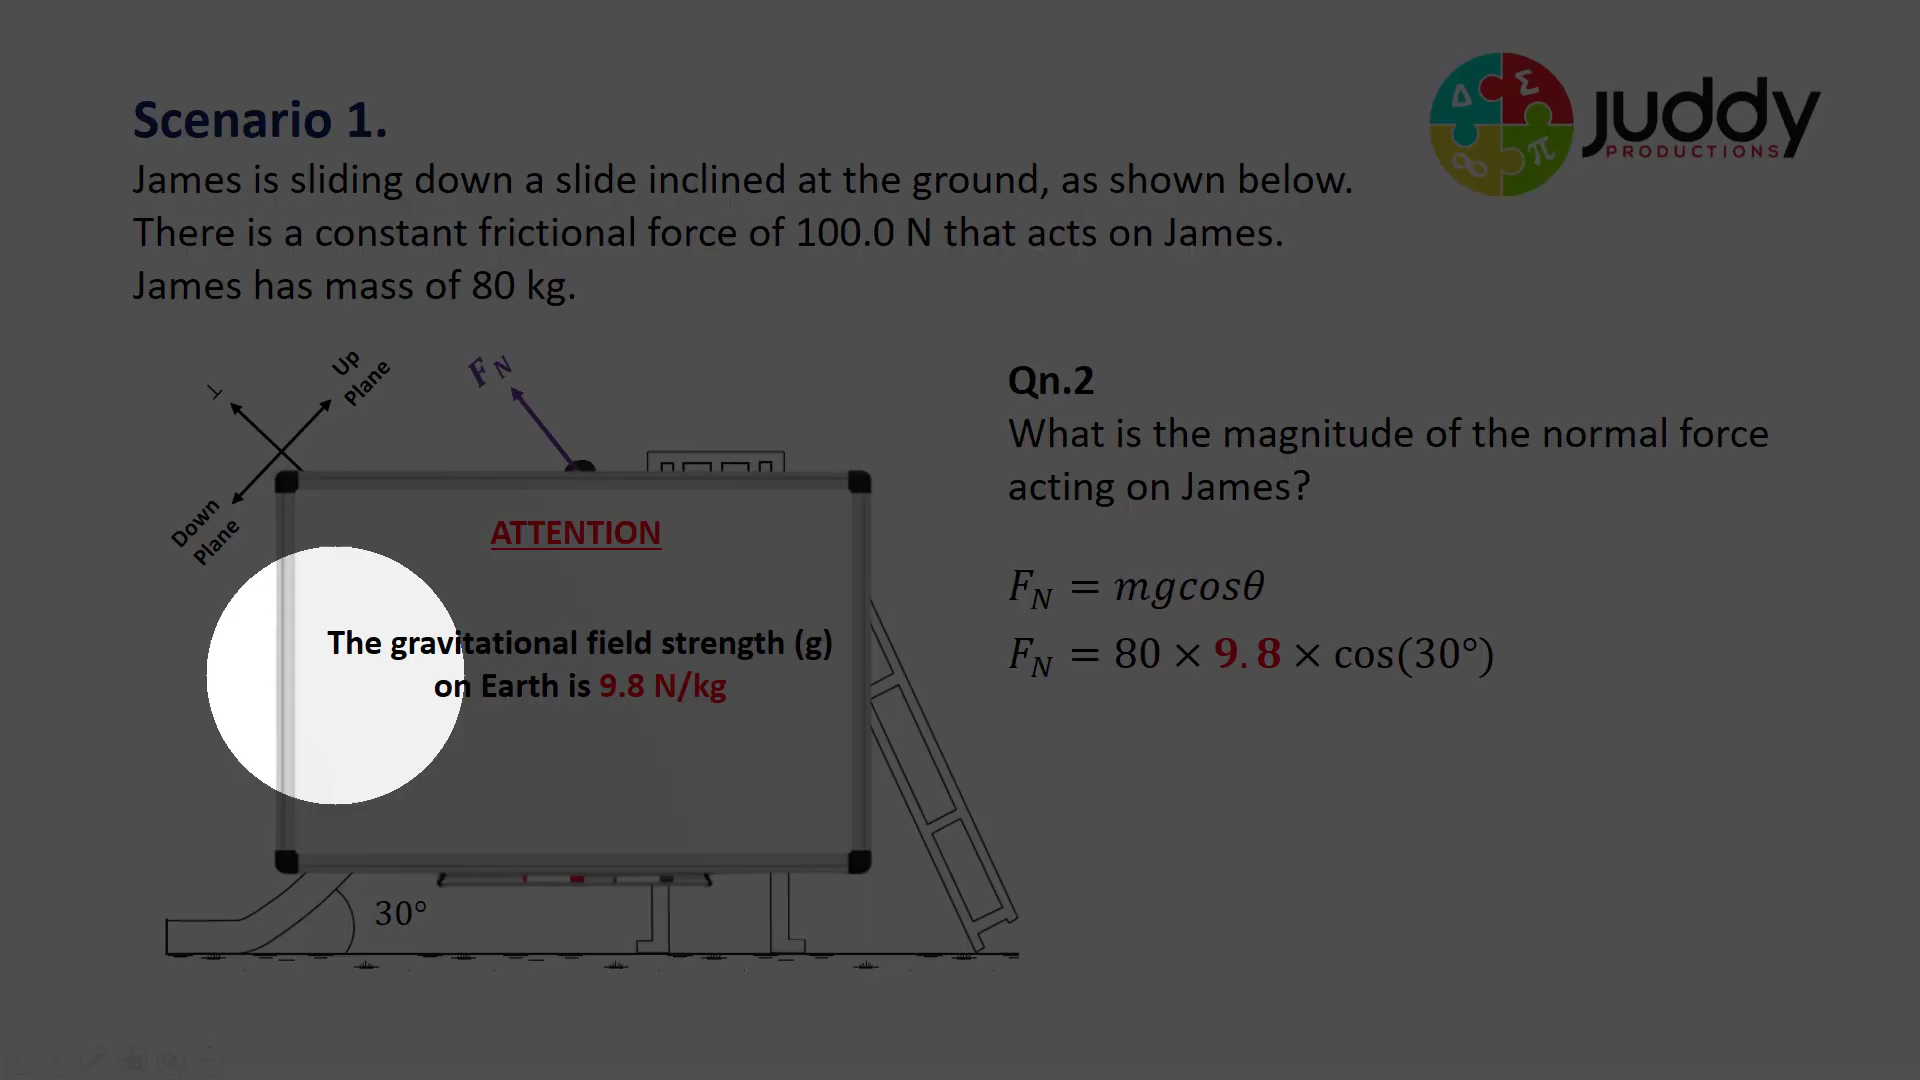 Scenario 1.
James is sliding down a slide inclined at the ground, as shown below.
There is a constant frictional force of 100.0 N that acts on James.
James has mass of 80 kg.
Δ Σ ∞ π
Juddy
PRODUCTIONS
⊥
Up
Plane
Down
Plane
F_N
ATTENTION
The gravitational field strength (g)
on Earth is 9.8 N/kg
30°
Qn.2
What is the magnitude of the normal force
acting on James?
F_N = mgcosθ
F_N = 80 × 9.8 × cos(30°)